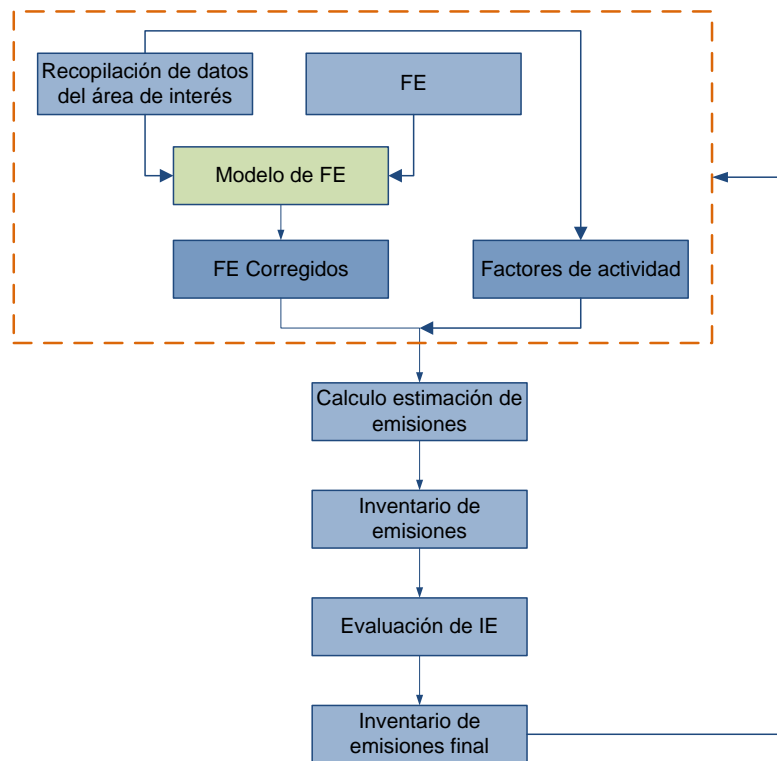 Recopilación de datos
del área de interés
FE
Modelo de FE
FE Corregidos
Factores de actividad
Calculo estimación de
emisiones
Inventario de
emisiones
Evaluación de IE
Inventario de
emisiones final